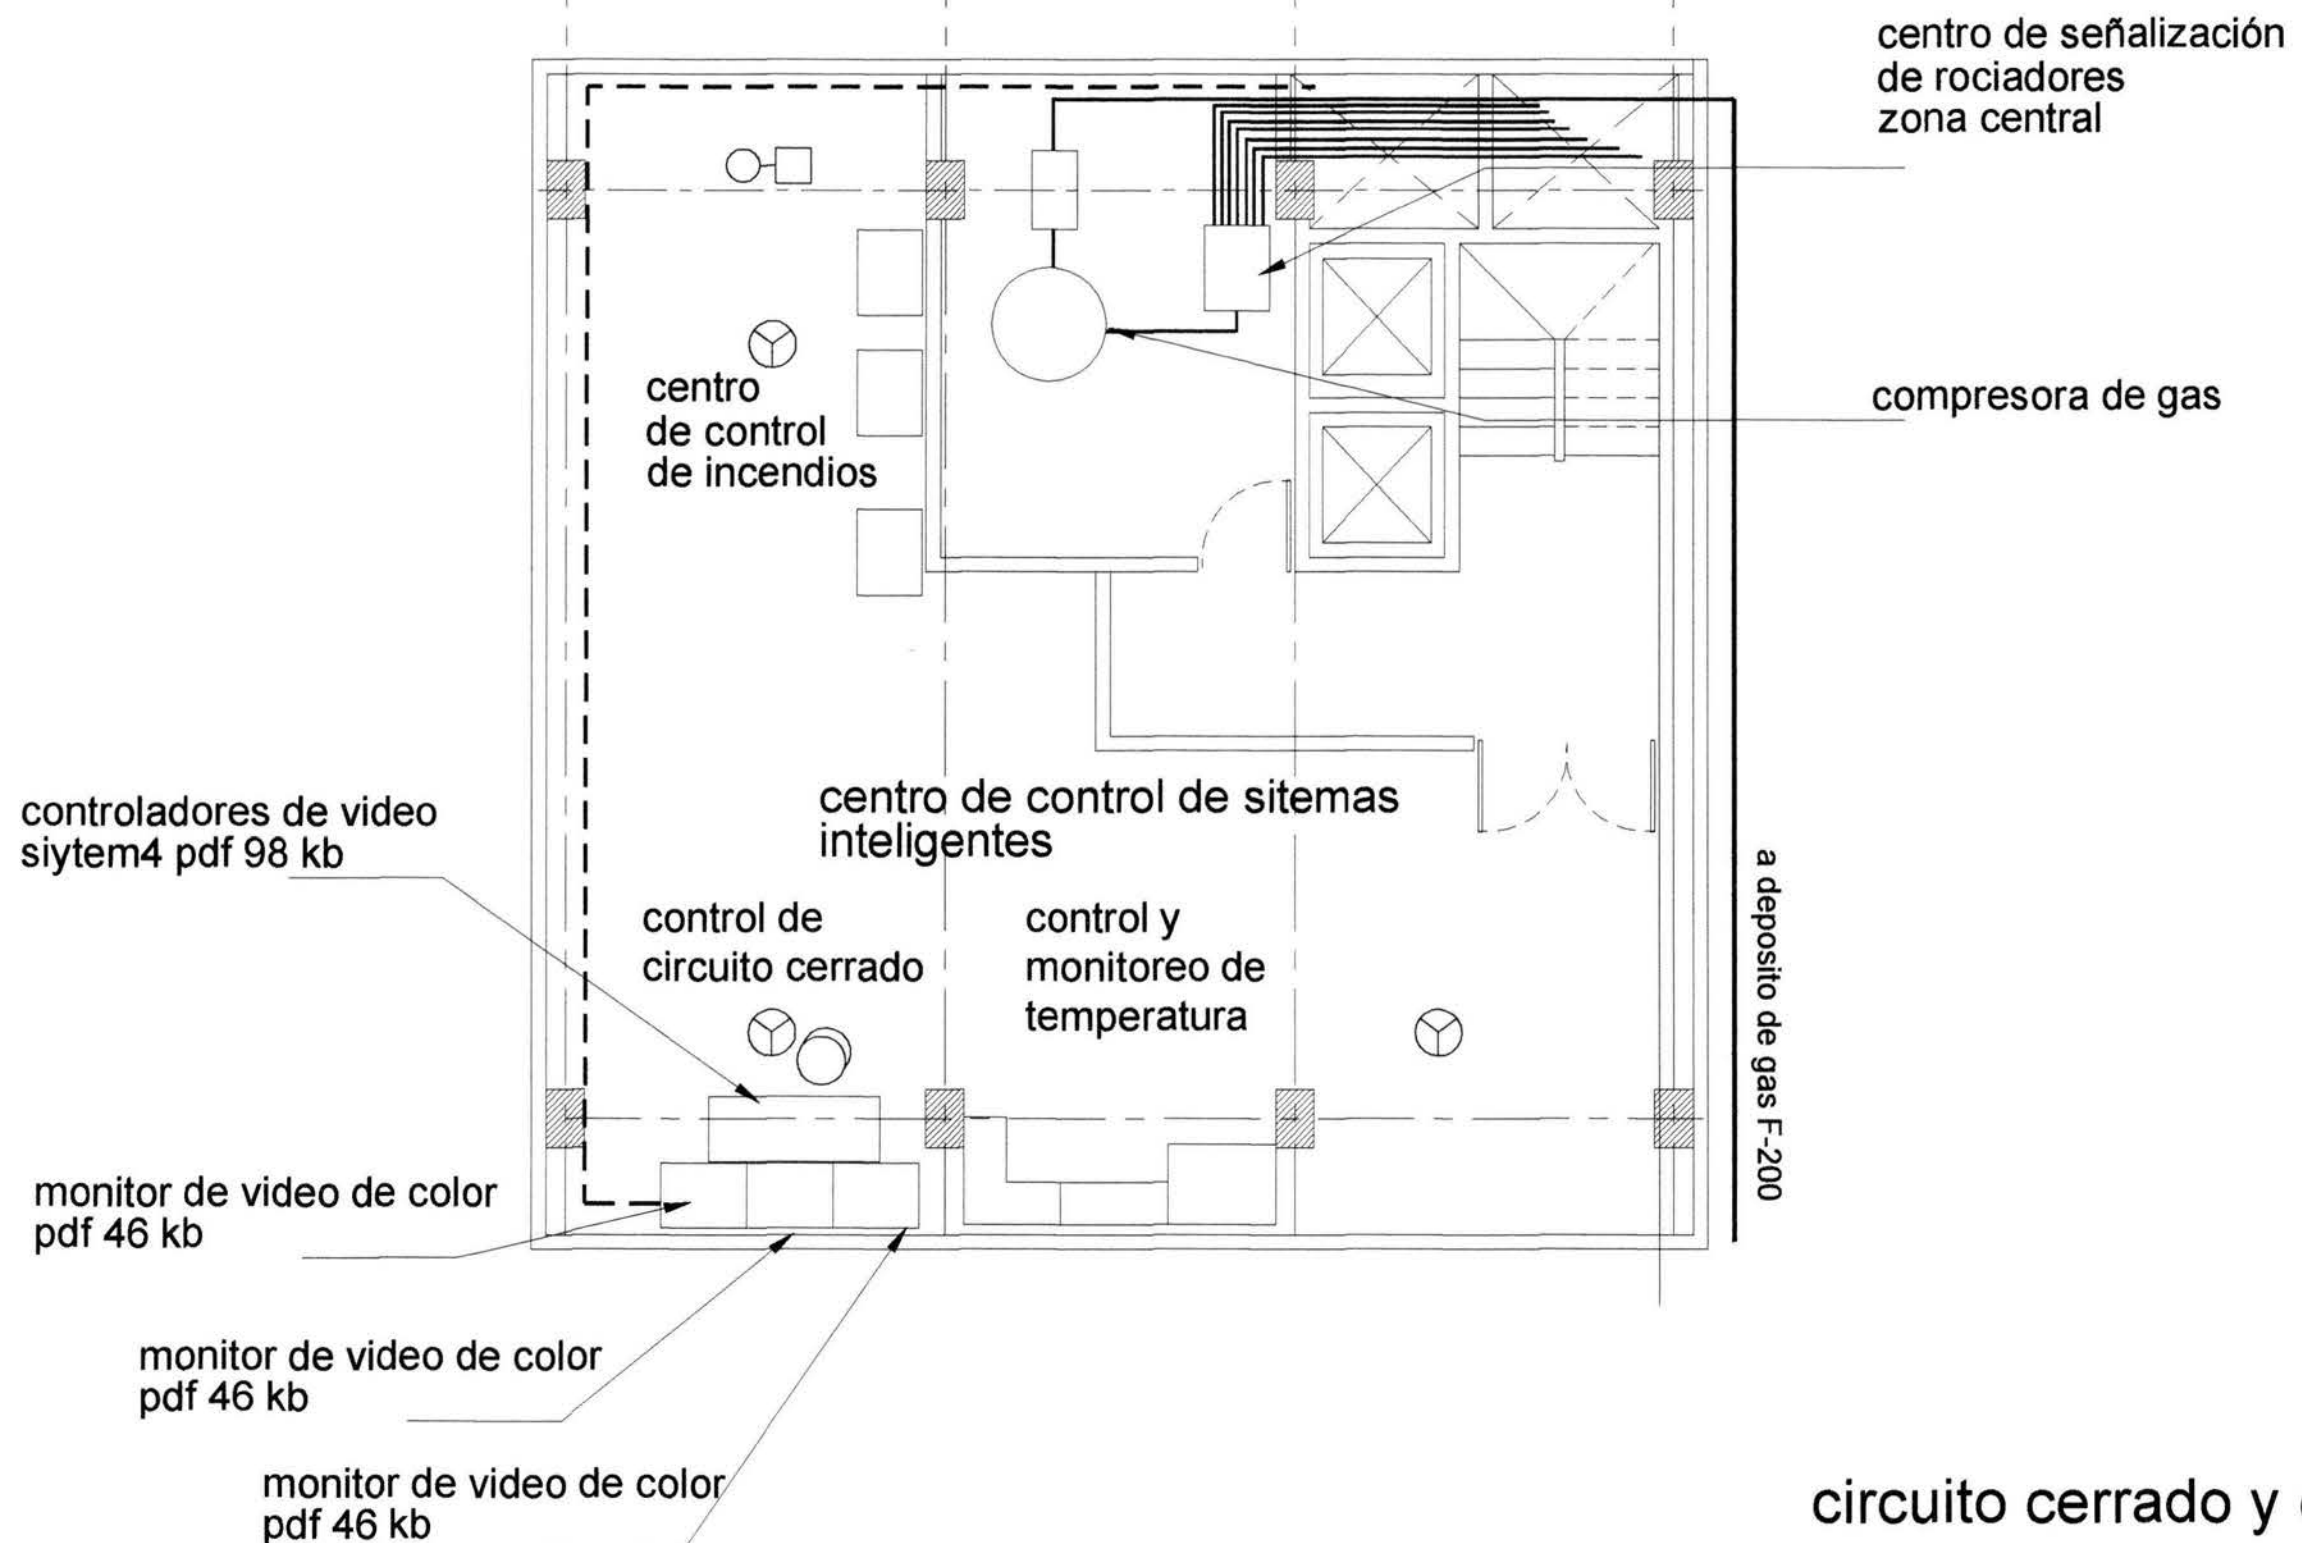 centro de señalización
de rociadores
zona central
compresora de gas
centro
de control
de incendios
centro de control de sitemas
inteligentes
controladores de video
siytem4 pdf 98 kb
control de
circuito cerrado
control y
monitoreo de
temperatura
a deposito de gas F-200
monitor de video de color
pdf 46 kb
monitor de video de color
pdf 46 kb
monitor de video de color
pdf 46 kb
circuito cerrado y